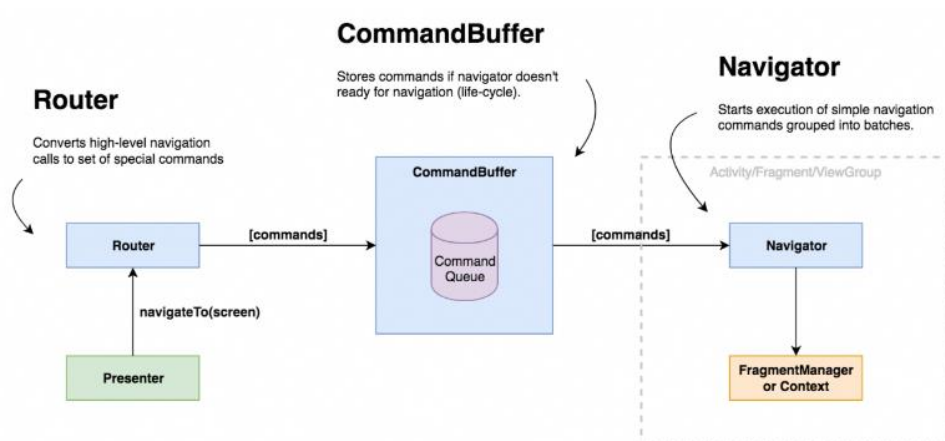 CommandBuffer
Stores commands if navigator doesn't
ready for navigation (life-cycle).
Navigator
Starts execution of simple navigation
commands grouped into batches.
Router
Converts high-level navigation
calls to set of special commands
CommandBuffer
Activity/Fragment/ViewGroup
Router
[commands]
Command
Queue
[commands]
Navigator
navigateTo(screen)
Presenter
FragmentManager
or Context